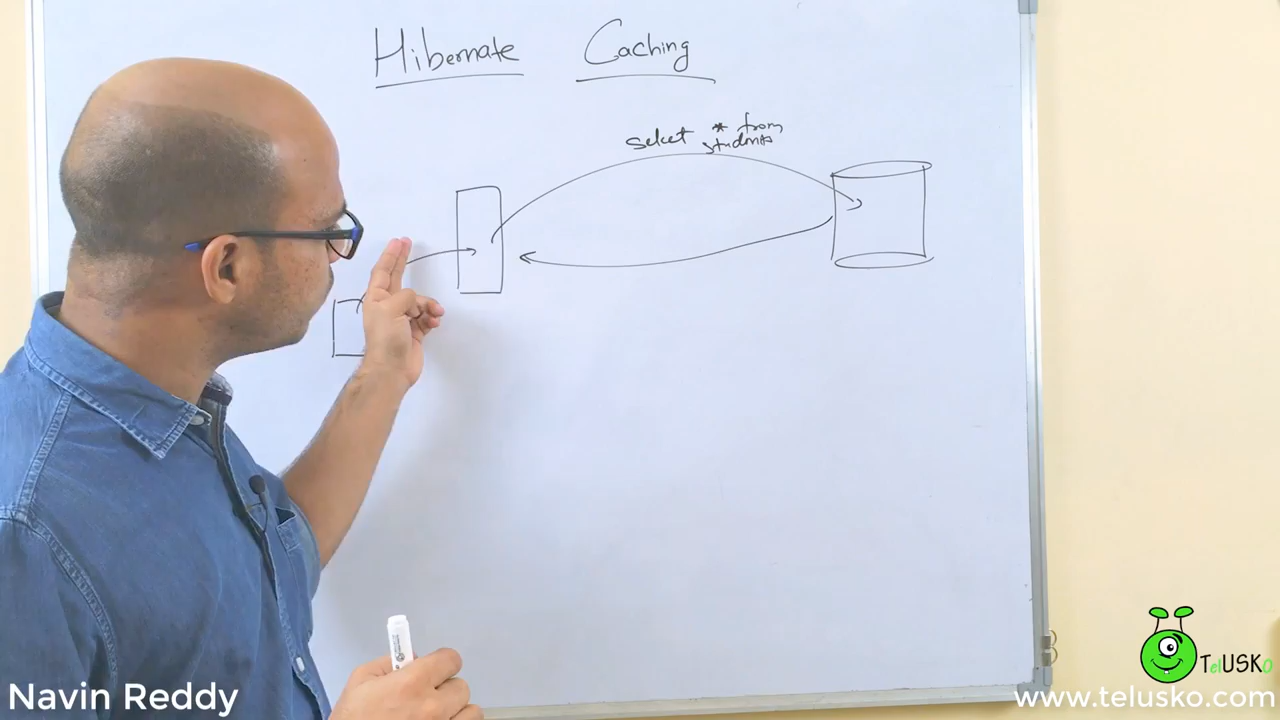 Hibernate Caching
select * from
students
Navin Reddy
TelUSKO
www.telusko.com